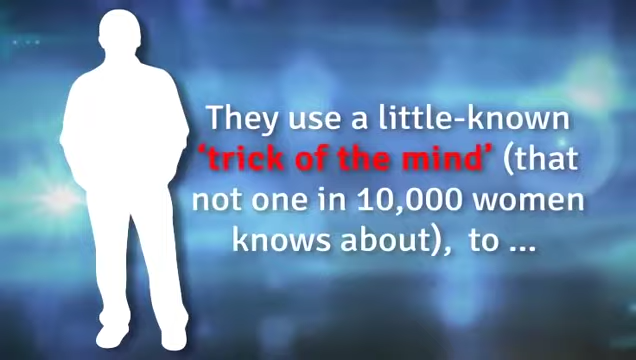 They use a little-known
‘trick of the mind’ (that
not one in 10,000 women
knows about),  to ...